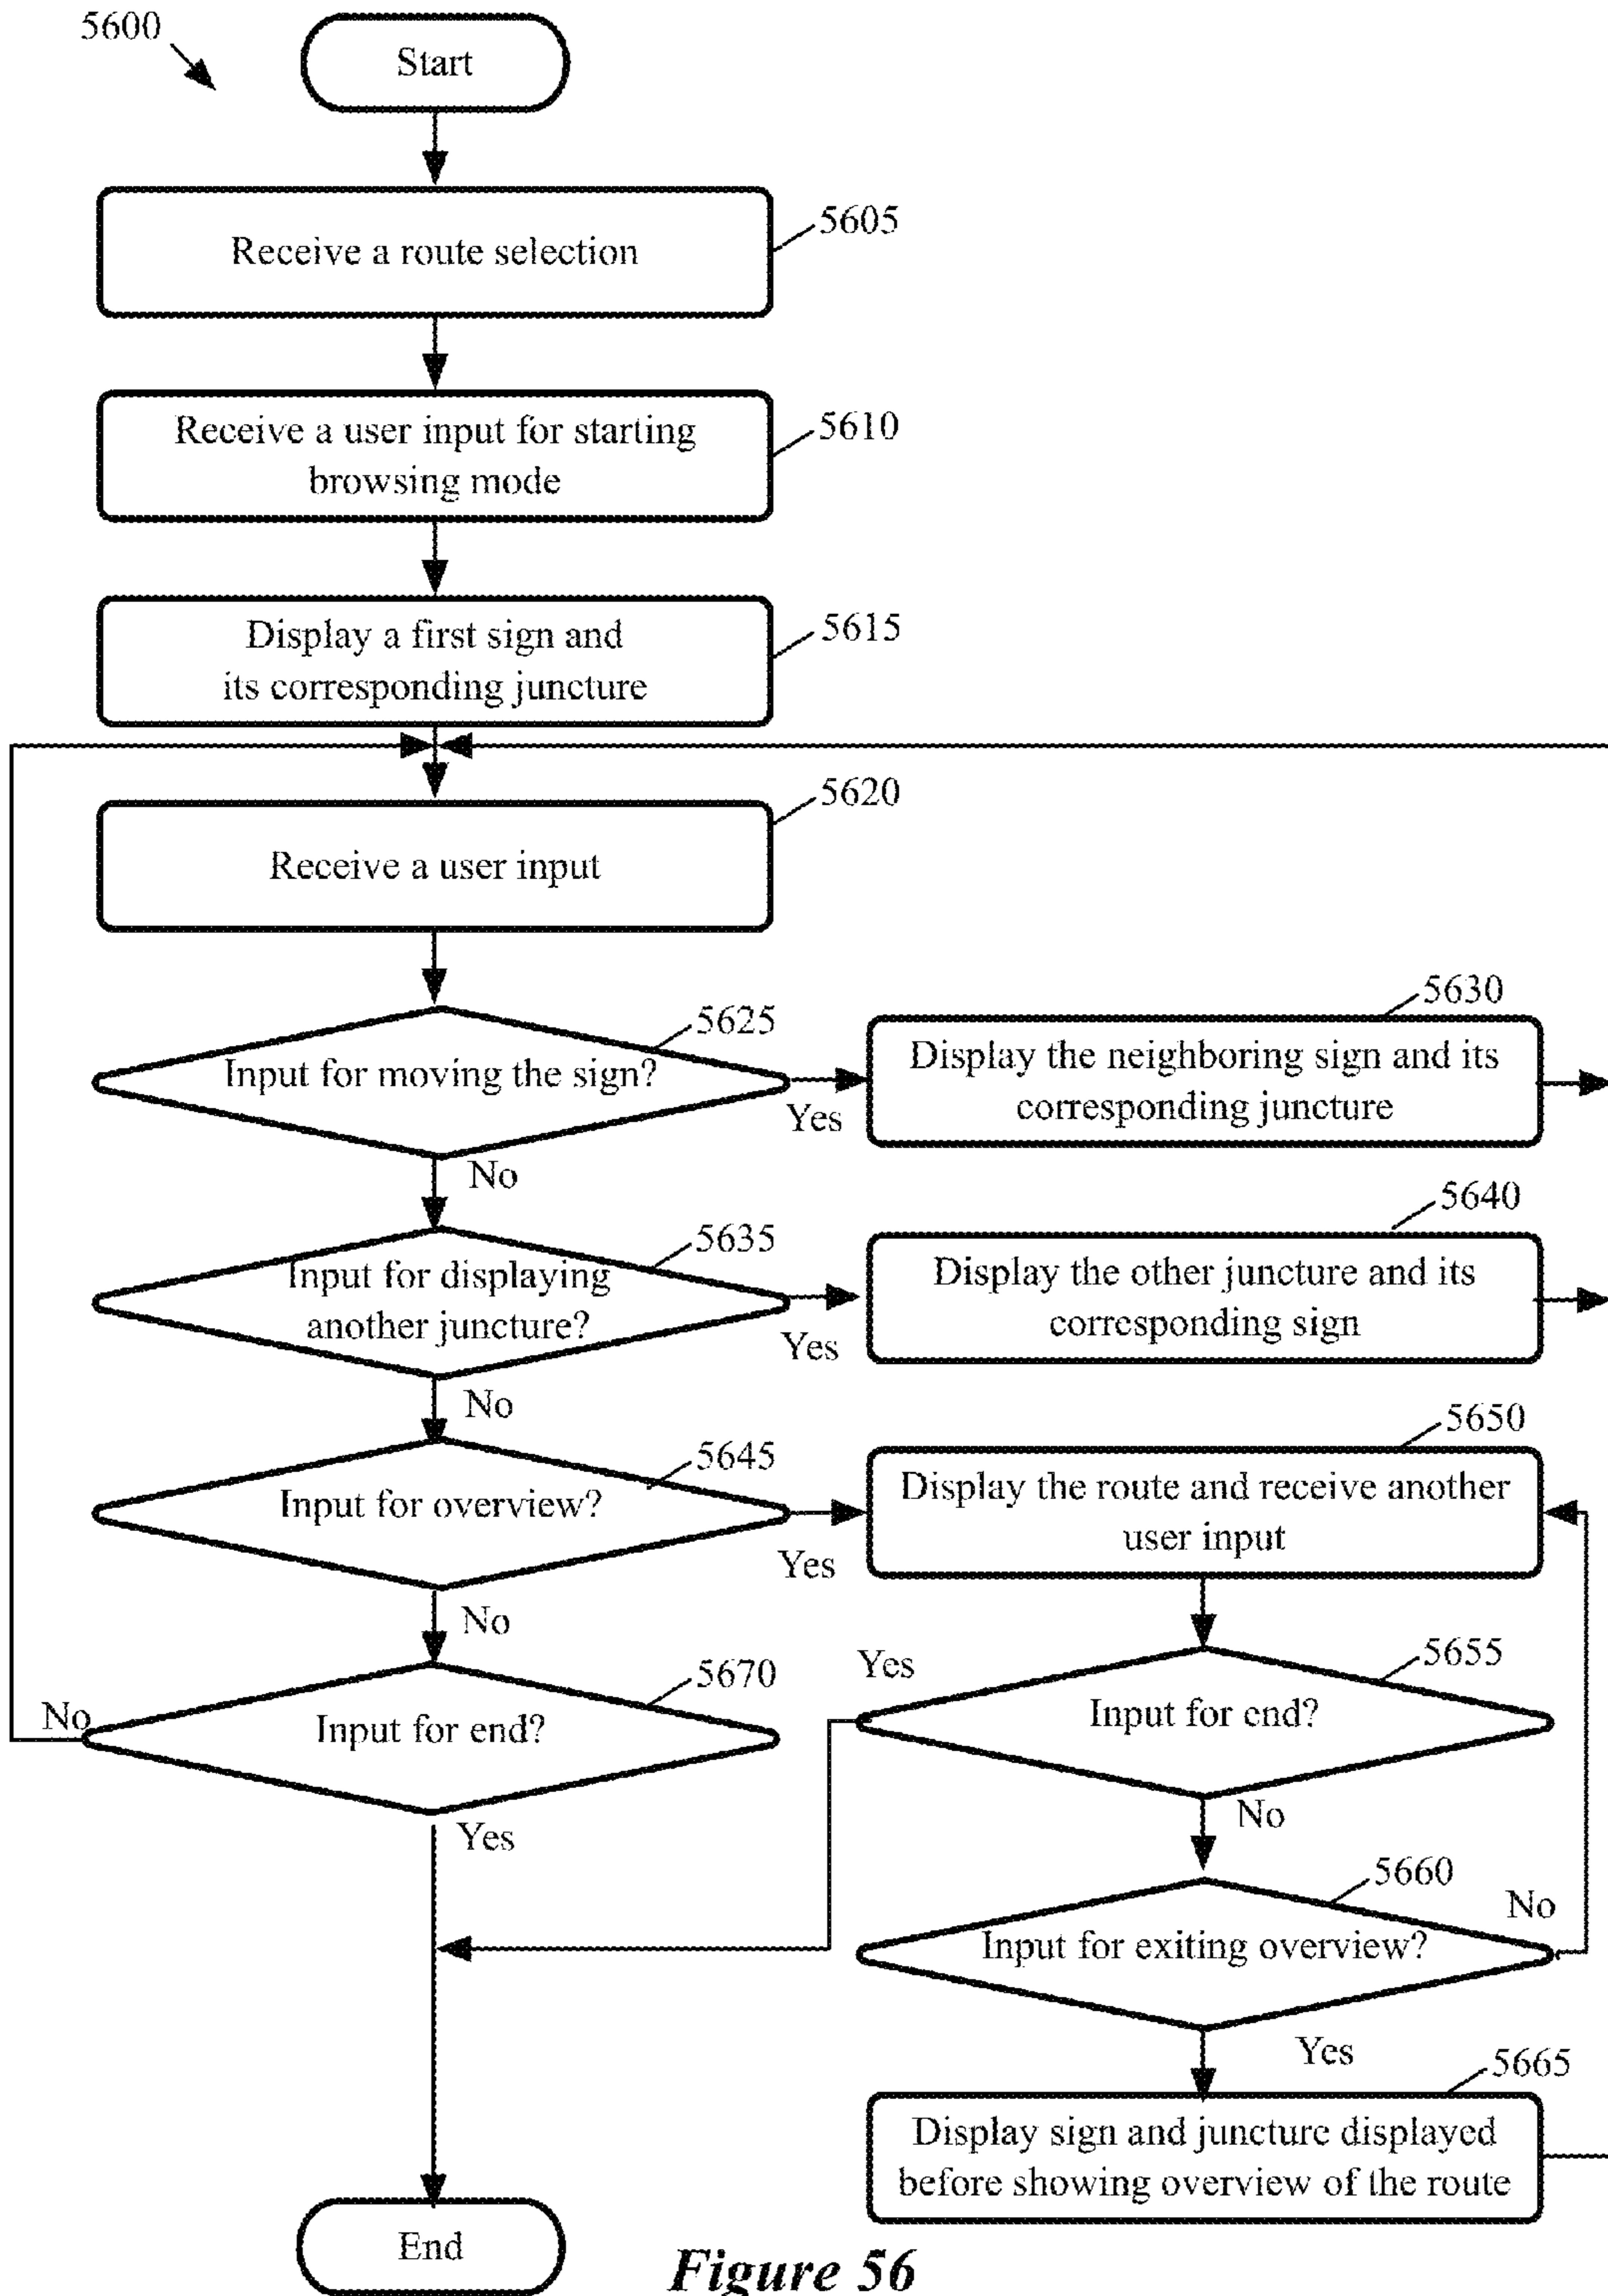 5600
Start
5605
Receive a route selection
5610
Receive a user input for starting
browsing mode
5615
Display a first sign and
its corresponding juncture
5620
Receive a user input
5625
Input for moving the sign?
Yes
No
5630
Display the neighboring sign and its
corresponding juncture
5635
Input for displaying
another juncture?
Yes
No
5640
Display the other juncture and its
corresponding sign
5645
Input for overview?
Yes
No
5650
Display the route and receive another
user input
5670
Input for end?
No
Yes
5655
Input for end?
Yes
No
5660
Input for exiting overview?
No
Yes
5665
Display sign and juncture displayed
before showing overview of the route
End
Figure 56